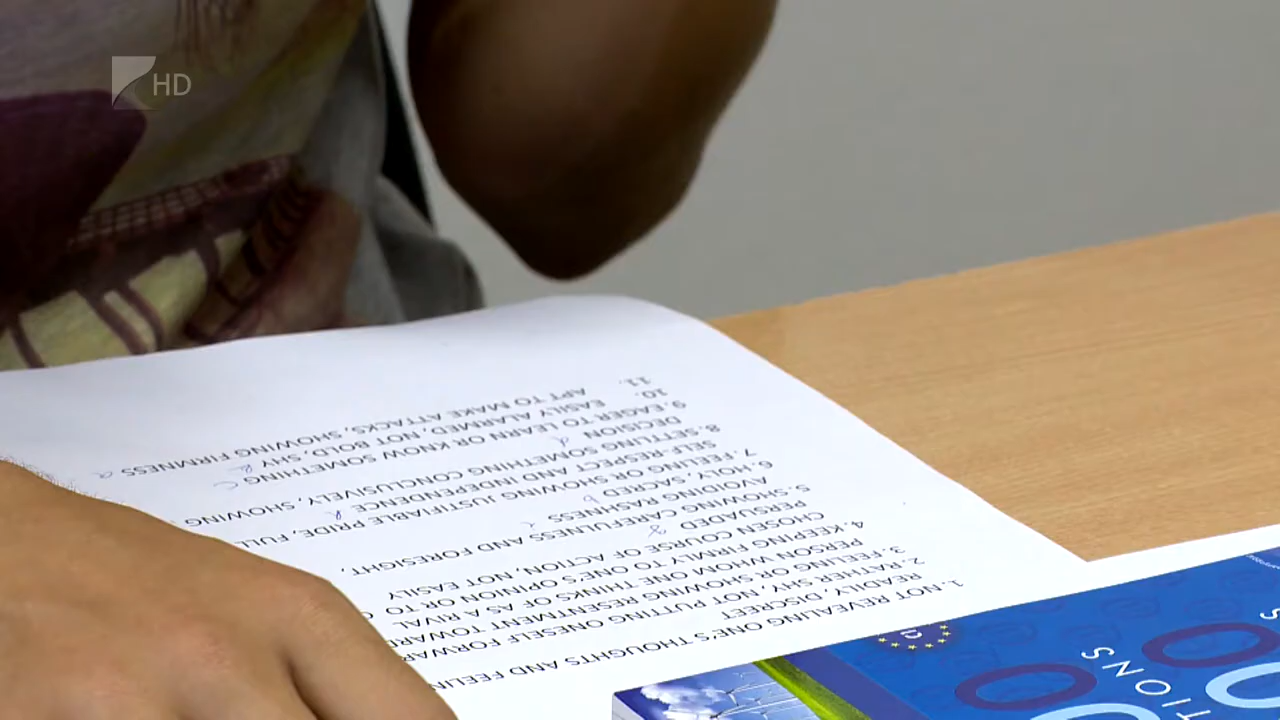 HD
1. NOT REVEALING ONE'S THOUGHTS AND
READILY, DISCREET
2. RATHER SHY, NOT PUTTING ONESELF
3. FEELING OR SHOWING RESENTMENT
PERSON WHOM ONE THINKS OF AS A RIVAL
4. KEEPING FIRMLY TO ONE'S OPINION OR TO
CHOSEN COURSE OF ACTION, NOT EASILY
PERSUADED
5. SHOWING CAREFULNESS AND FORESIGHT,
AVOIDING RASHNESS c
6. HOLY, SACRED b
7. FEELING OR SHOWING JUSTIFIABLE PRIDE,
SELF-RESPECT AND INDEPENDENCE
8. SETTLING SOMETHING CONCLUSIVELY, SHOWING
DECISION d
9. EAGER TO LEARN OR KNOW SOMETHING C
10. EASILY ALARMED, NOT BOLD, SHY
11. APT TO MAKE ATTACKS, SHOWING FIRMNESS a